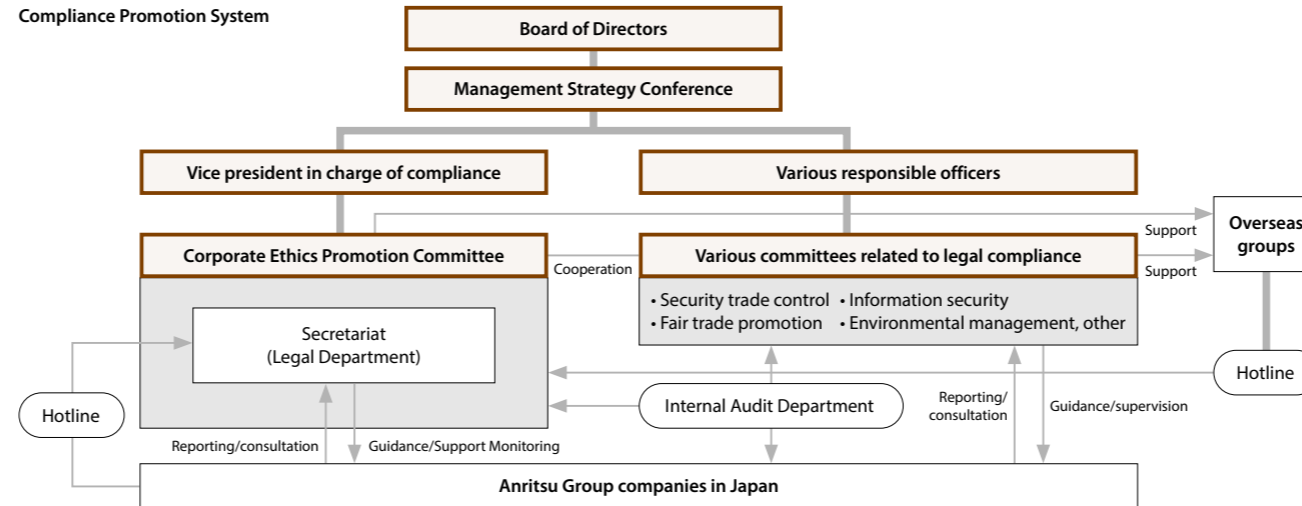 Compliance Promotion System
Board of Directors
Management Strategy Conference
Vice president in charge of compliance
Various responsible officers
Corporate Ethics Promotion Committee
Cooperation
Various committees related to legal compliance
Support
Support
Overseas
groups
• Security trade control • Information security
• Fair trade promotion • Environmental management, other
Secretariat
(Legal Department)
Hotline
Hotline
Internal Audit Department
Reporting/
consultation
Guidance/supervision
Reporting/consultation
Guidance/Support Monitoring
Anritsu Group companies in Japan